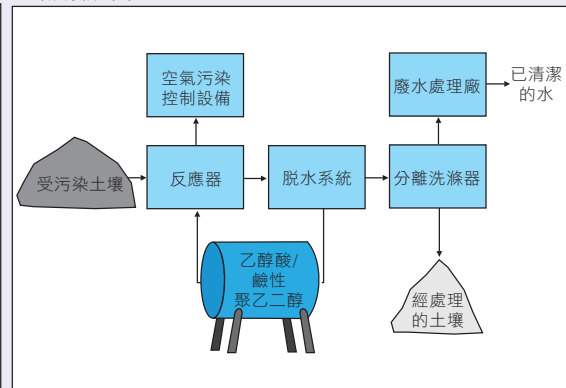 空氣污染
控制設備
廢水處理廠
已清潔
的水
受污染土壤
反應器
脱水系統
分離洗滌器
乙醇酸/
鹼性
聚乙二醇
經處理
的土壤